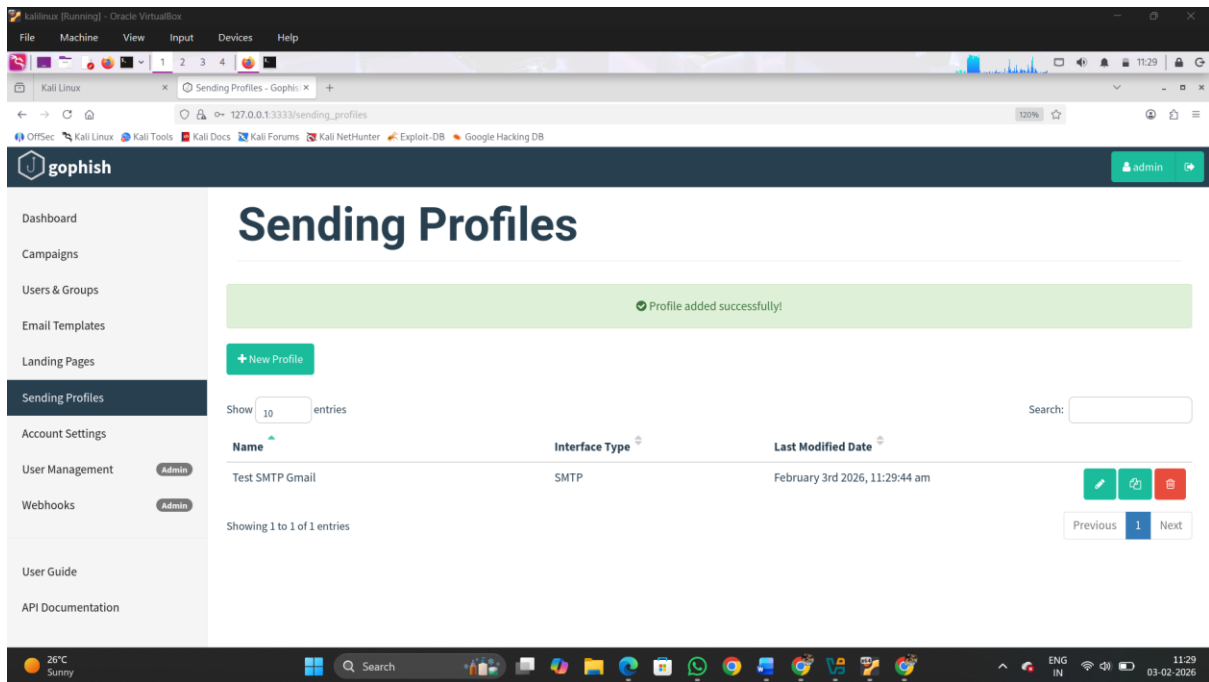 kalilinux [Running] - Oracle VirtualBox
File Machine View Input Devices Help
1 2 3 4 11:29
Kali Linux × Sending Profiles - Gophis × +
127.0.0.1:3333/sending_profiles 120%
OffSec Kali Linux Kali Tools Kali Docs Kali Forums Kali NetHunter Exploit-DB Google Hacking DB
gophish admin
Dashboard
Campaigns
Users & Groups
Email Templates
Landing Pages
Sending Profiles
Account Settings
User Management Admin
Webhooks Admin
User Guide
API Documentation
Sending Profiles
Profile added successfully!
+ New Profile
Show 10 entries Search:
Name Interface Type Last Modified Date
Test SMTP Gmail SMTP February 3rd 2026, 11:29:44 am
Showing 1 to 1 of 1 entries Previous 1 Next
26°C
Sunny
Search
ENG
IN
11:29
03-02-2026